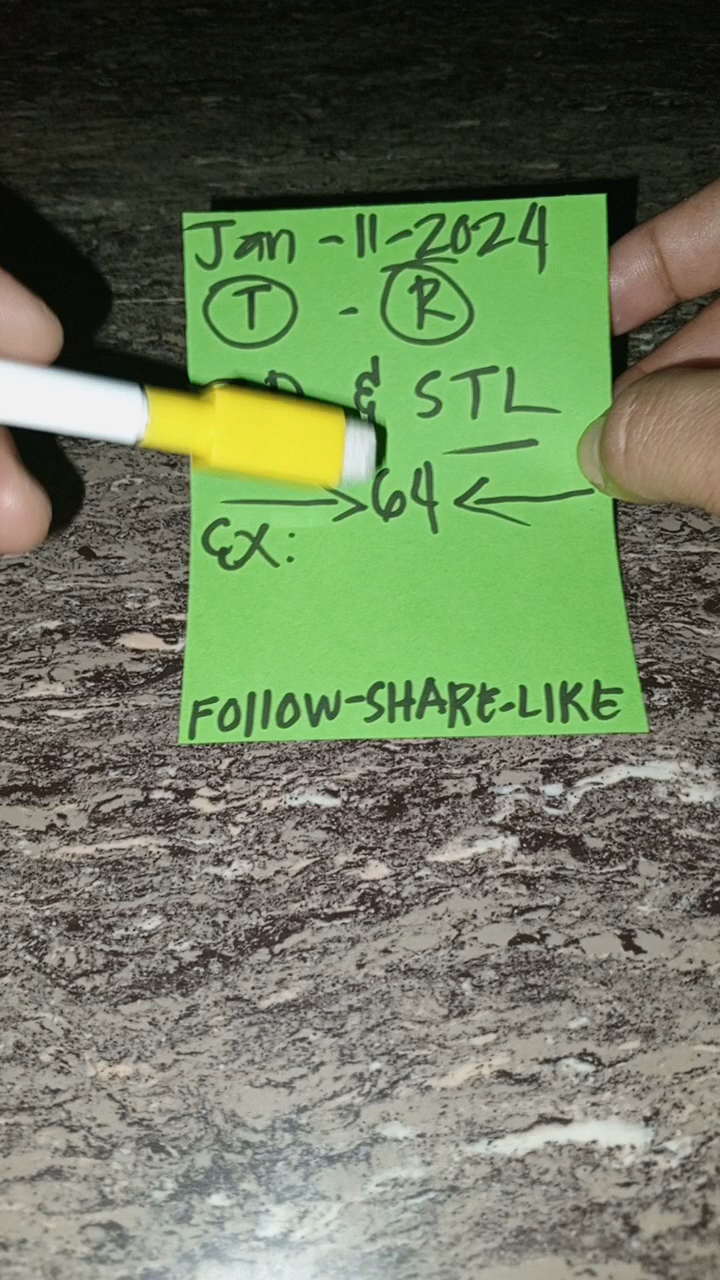 Jan -11-2024
T - R
& STL
→64←
EX:
FOllOW-SHARE-LIKE